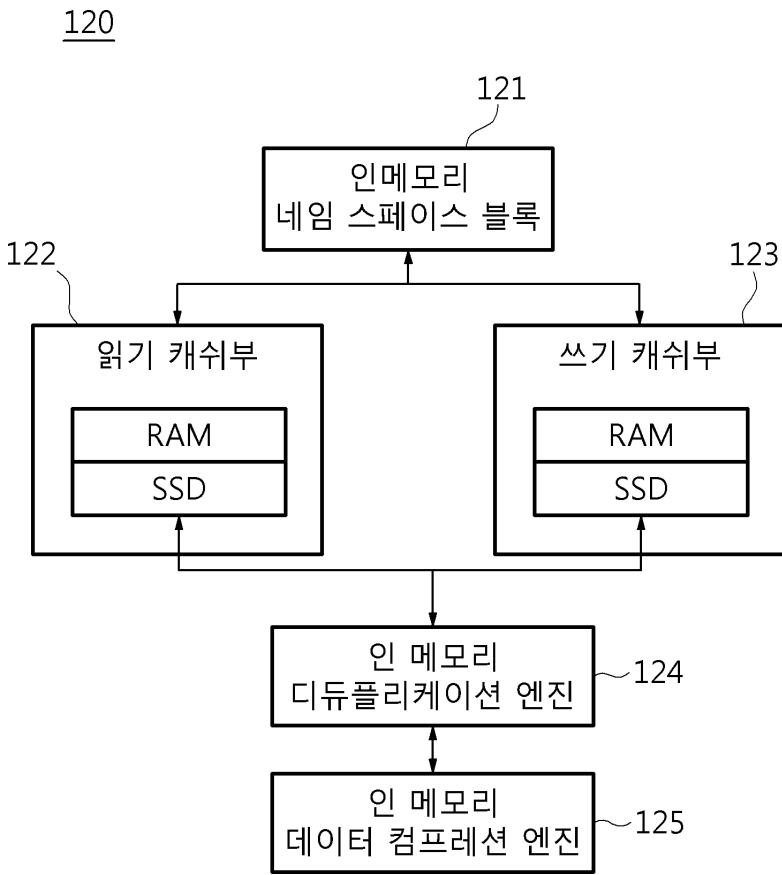 120
121
인메모리
네임 스페이스 블록
122
123
읽기 캐쉬부
쓰기 캐쉬부
RAM
RAM
SSD
SSD
인 메모리
디듀플리케이션 엔진
124
인 메모리
데이터 컴프레션 엔진
125